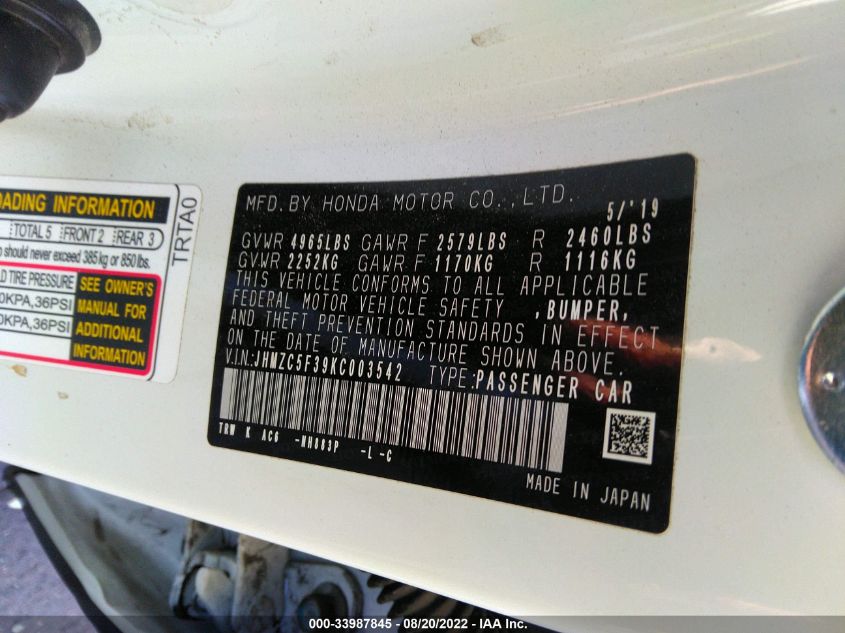 OADING INFORMATION
TOTAL 5 FRONT 2 REAR 3
should never exceed 385 kg or 850 lbs.
TIRE PRESSURE
KPA,36PSI
KPA,36PSI
SEE OWNER'S
MANUAL FOR
ADDITIONAL
INFORMATION
TRTA0
MFD.BY HONDA MOTOR CO.,LTD. 5/'19
GVWR 4965LBS GAWR F 2579LBS R 2460LBS
GVWR 2252KG GAWR F 1170KG R 1116KG
THIS VEHICLE CONFORMS TO ALL APPLICABLE
FEDERAL MOTOR VEHICLE SAFETY ,BUMPER,
AND THEFT PREVENTION STANDARDS IN EFFECT
ON THE DATE OF MANUFACTURE SHOWN ABOVE.
V.I.N.:JHMZC5F39KC003542 TYPE:PASSENGER CAR
TRW K AC6 -NH883P -L -C
MADE IN JAPAN
000-33987845 - 08/20/2022 - IAA Inc.